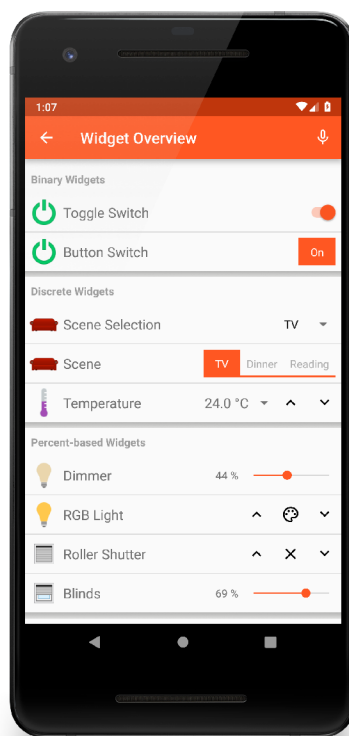 1:07
Widget Overview
Binary Widgets
Toggle Switch
Button Switch On
Discrete Widgets
Scene Selection TV
Scene TV Dinner Reading
Temperature 24.0 °C
Percent-based Widgets
Dimmer 44 %
RGB Light
Roller Shutter
Blinds 69 %